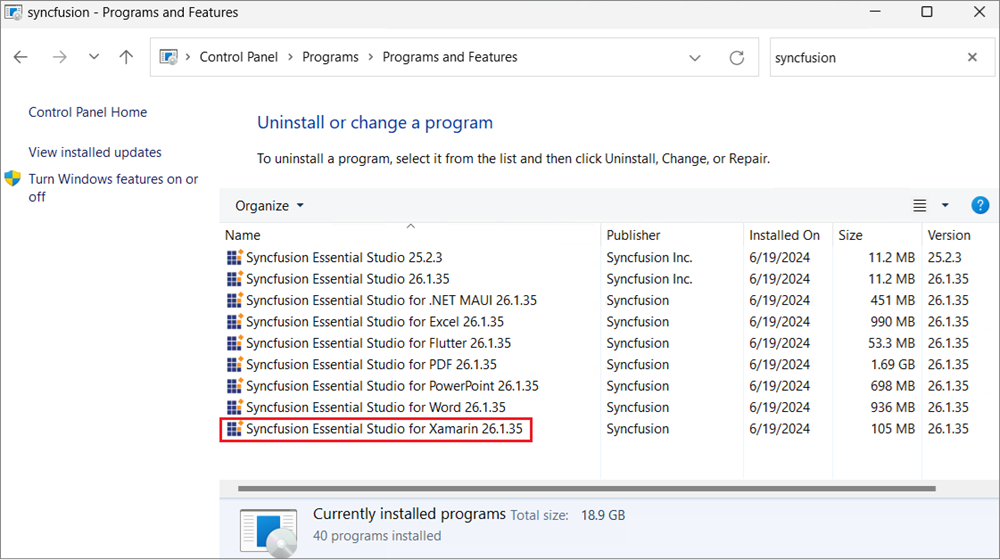 syncfusion - Programs and Features
Control Panel Programs Programs and Features
syncfusion
Control Panel Home
View installed updates
Turn Windows features on or
off
Uninstall or change a program
To uninstall a program, select it from the list and then click Uninstall, Change, or Repair.
Organize
?
Name Publisher Installed On Size Version
Syncfusion Essential Studio 25.2.3 Syncfusion Inc. 6/19/2024 11.2 MB 25.2.3
Syncfusion Essential Studio 26.1.35 Syncfusion Inc. 6/19/2024 11.2 MB 26.1.35
Syncfusion Essential Studio for .NET MAUI 26.1.35 Syncfusion 6/19/2024 451 MB 26.1.35
Syncfusion Essential Studio for Excel 26.1.35 Syncfusion 6/19/2024 990 MB 26.1.35
Syncfusion Essential Studio for Flutter 26.1.35 Syncfusion 6/19/2024 53.3 MB 26.1.35
Syncfusion Essential Studio for PDF 26.1.35 Syncfusion 6/19/2024 1.69 GB 26.1.35
Syncfusion Essential Studio for PowerPoint 26.1.35 Syncfusion 6/19/2024 698 MB 26.1.35
Syncfusion Essential Studio for Word 26.1.35 Syncfusion 6/19/2024 936 MB 26.1.35
Syncfusion Essential Studio for Xamarin 26.1.35 Syncfusion 6/19/2024 105 MB 26.1.35
Currently installed programs Total size: 18.9 GB
40 programs installed